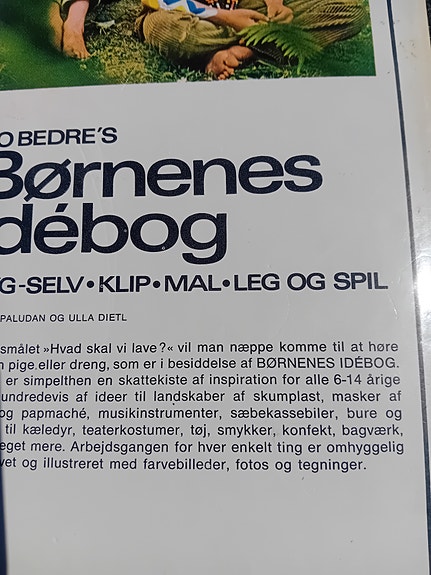 O BEDRE'S
Børnenes
débog
G-SELV•KLIP•MAL•LEG OG SPIL
PALUDAN OG ULLA DIETL
smålet »Hvad skal vi lave?« vil man næppe komme til at høre
n pige eller dreng, som er i besiddelse af BØRNENES IDÉBOG.
er simpelthen en skattekiste af inspiration for alle 6-14 årige
undredevis af ideer til landskaber af skumplast, masker af
og papmaché, musikinstrumenter, sæbekassebiler, bure og
til kæledyr, teaterkostumer, tøj, smykker, konfekt, bagværk,
eget mere. Arbejdsgangen for hver enkelt ting er omhyggelig
vet og illustreret med farvebilleder, fotos og tegninger.